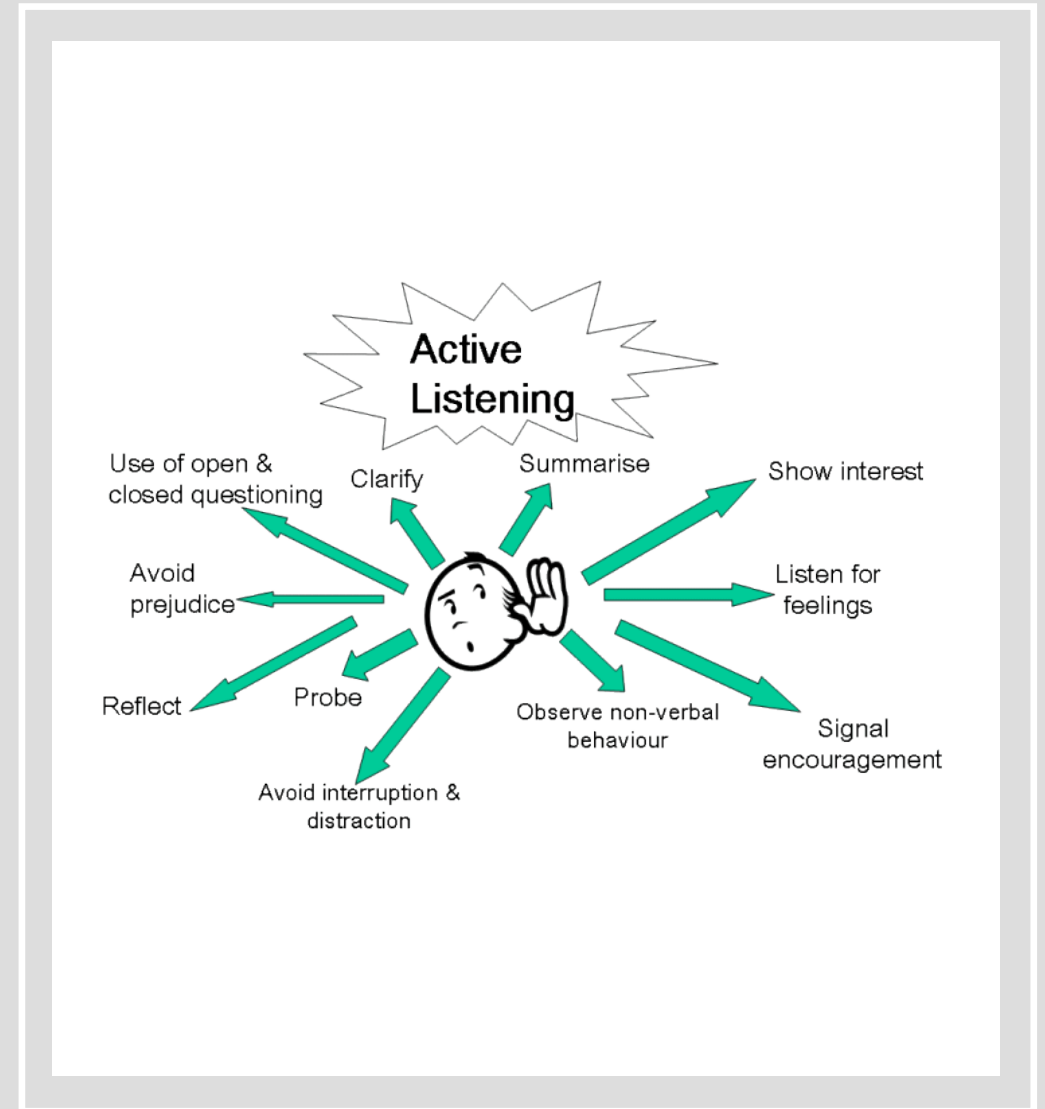 Active
Listening
Use of open &
closed questioning
Clarify
Summarise
Show interest
Avoid
prejudice
Listen for
feelings
Reflect
Probe
Observe non-verbal
behaviour
Signal
encouragement
Avoid interruption &
distraction